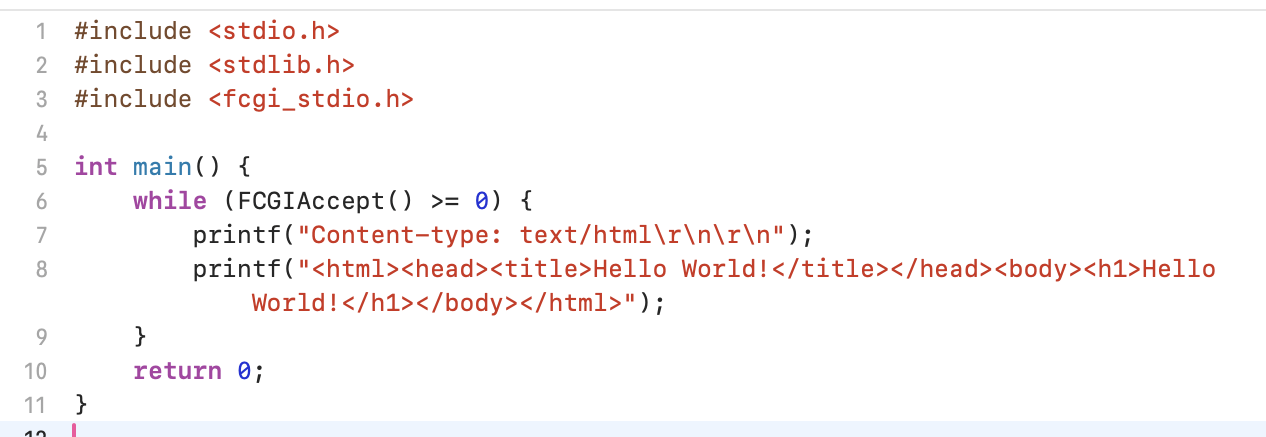 1 #include <stdio.h>
2 #include <stdlib.h>
3 #include <fcgi_stdio.h>
4
5 int main() {
6     while (FCGIAccept() >= 0) {
7         printf("Content-type: text/html\r\n\r\n");
8         printf("<html><head><title>Hello World!</title></head><body><h1>Hello
            World!</h1></body></html>");
9     }
10     return 0;
11 }
12